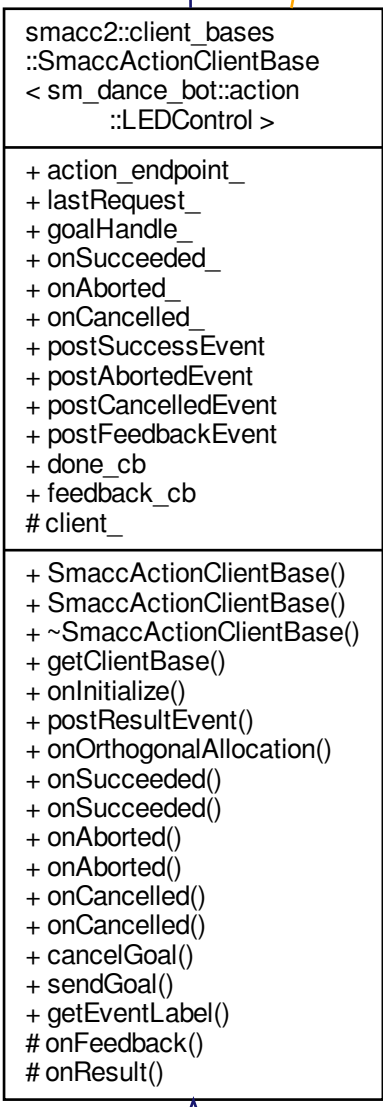 smacc2::client_bases
::SmaccActionClientBase
< sm_dance_bot::action
::LEDControl >
+ action_endpoint_
+ lastRequest_
+ goalHandle_
+ onSucceeded_
+ onAborted_
+ onCancelled_
+ postSuccessEvent
+ postAbortedEvent
+ postCancelledEvent
+ postFeedbackEvent
+ done_cb
+ feedback_cb
# client_
+ SmaccActionClientBase()
+ SmaccActionClientBase()
+ ~SmaccActionClientBase()
+ getClientBase()
+ onInitialize()
+ postResultEvent()
+ onOrthogonalAllocation()
+ onSucceeded()
+ onSucceeded()
+ onAborted()
+ onAborted()
+ onCancelled()
+ onCancelled()
+ cancelGoal()
+ sendGoal()
+ getEventLabel()
# onFeedback()
# onResult()